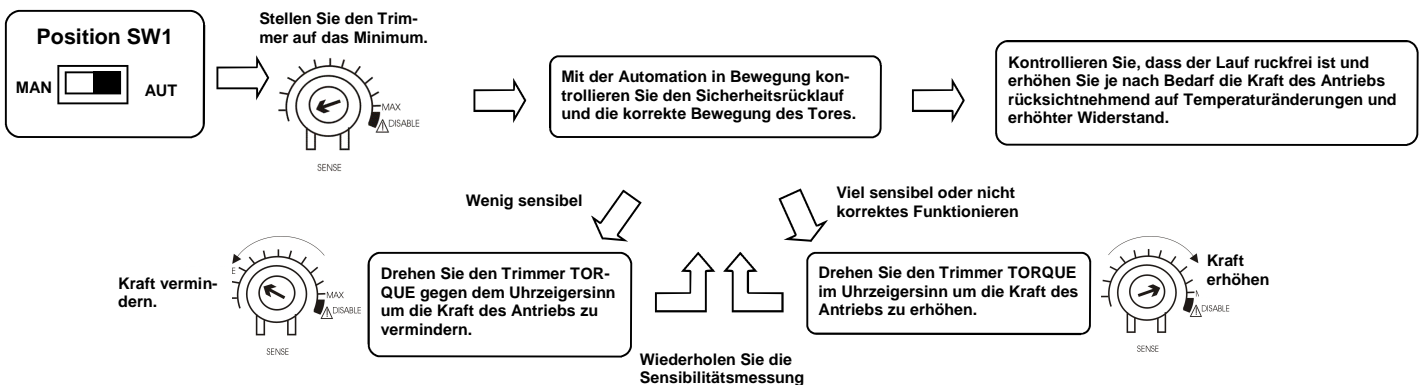 Position SW1
MAN
AUT
Stellen Sie den Trim-
mer auf das Minimum.
MAX
DISABLE
SENSE
Mit der Automation in Bewegung kon-
trollieren Sie den Sicherheitsrücklauf
und die korrekte Bewegung des Tores.
Kontrollieren Sie, dass der Lauf ruckfrei ist und
erhöhen Sie je nach Bedarf die Kraft des Antriebs
rücksichtnehmend auf Temperaturänderungen und
erhöhter Widerstand.
Wenig sensibel
Viel sensibel oder nicht
korrektes Funktionieren
Kraft vermin-
dern.
E
MAX
DISABLE
SENSE
Drehen Sie den Trimmer TOR-
QUE gegen dem Uhrzeigersinn
um die Kraft des Antriebs zu
vermindern.
Drehen Sie den Trimmer TORQUE
im Uhrzeigersinn um die Kraft des
Antriebs zu erhöhen.
Kraft
erhöhen
M
DISABLE
SENSE
Wiederholen Sie die
Sensibilitätsmessung